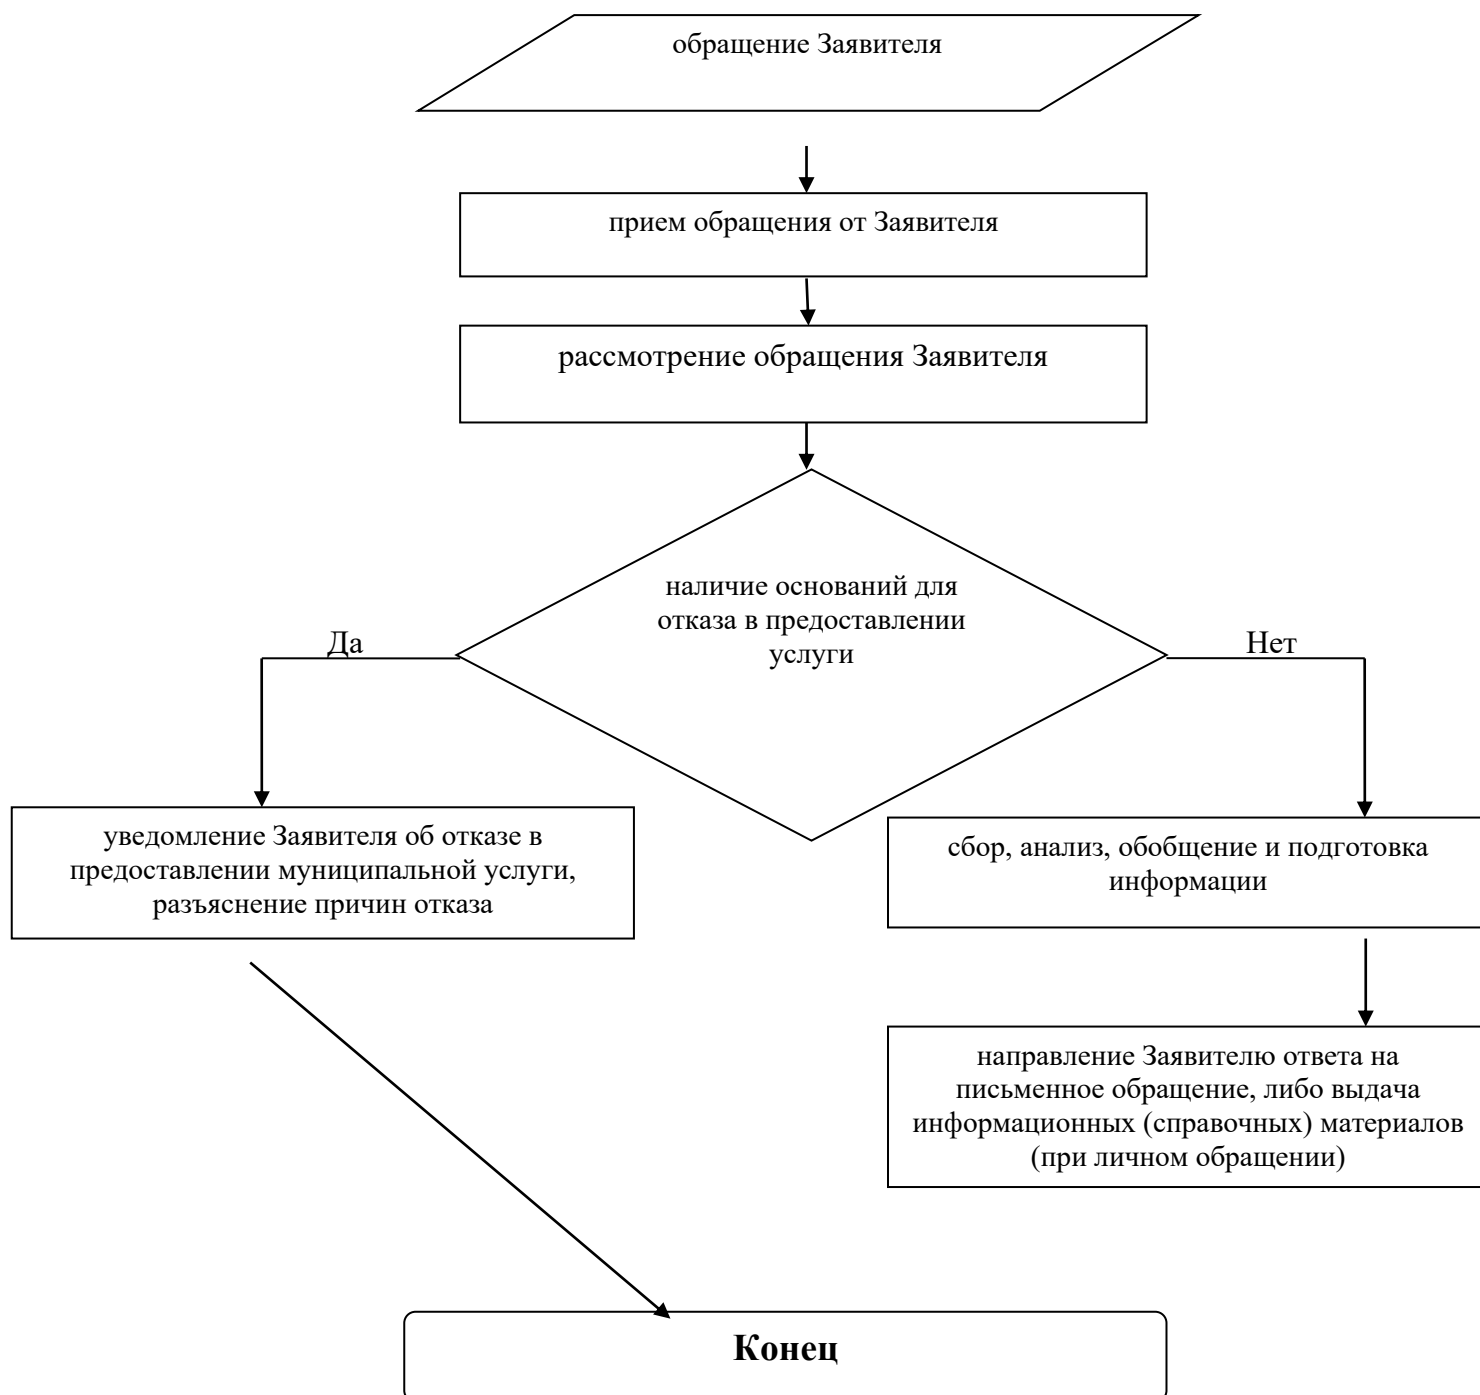 обращение Заявителя
прием обращения от Заявителя
рассмотрение обращения Заявителя
наличие оснований для
отказа в предоставлении
услуги
Да
Нет
уведомление Заявителя об отказе в
предоставлении муниципальной услуги,
разъяснение причин отказа
сбор, анализ, обобщение и подготовка
информации
направление Заявителю ответа на
письменное обращение, либо выдача
информационных (справочных) материалов
(при личном обращении)
Конец